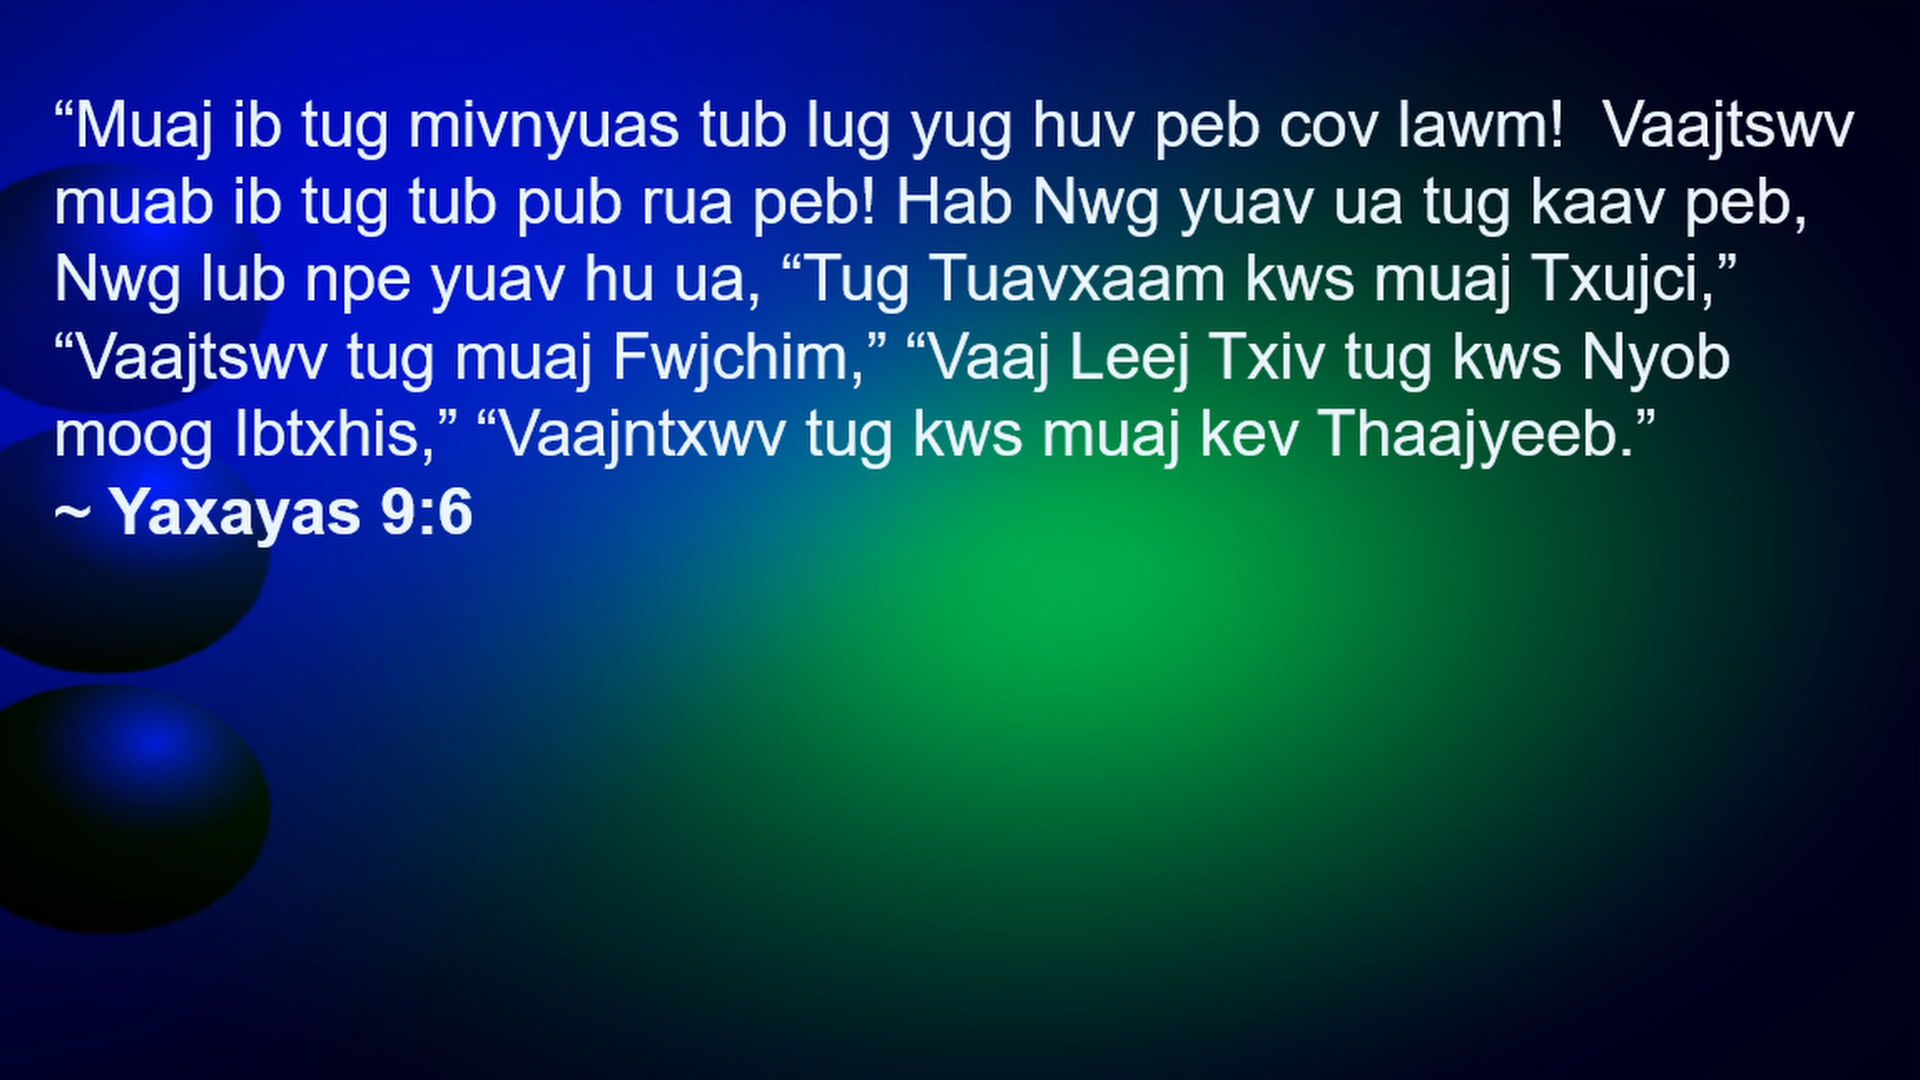 “Muaj ib tug mivnyuas tub lug yug huv peb cov lawm!  Vaajtswv
muab ib tug tub pub rua peb! Hab Nwg yuav ua tug kaav peb,
Nwg lub npe yuav hu ua, “Tug Tuavxaam kws muaj Txujci,”
“Vaajtswv tug muaj Fwjchim,” “Vaaj Leej Txiv tug kws Nyob
moog Ibtxhis,” “Vaajntxwv tug kws muaj kev Thaajyeeb.”
~ Yaxayas 9:6